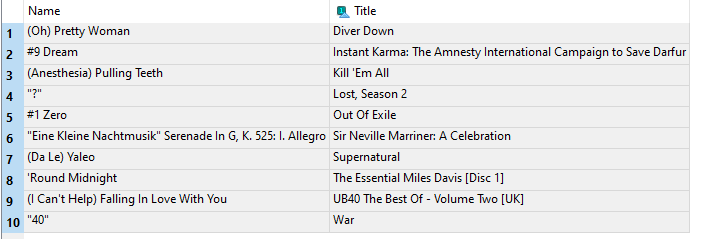 Name Title
1 (Oh) Pretty Woman Diver Down
2 #9 Dream Instant Karma: The Amnesty International Campaign to Save Darfur
3 (Anesthesia) Pulling Teeth Kill 'Em All
4 "?" Lost, Season 2
5 #1 Zero Out Of Exile
6 "Eine Kleine Nachtmusik" Serenade In G, K. 525: I. Allegro Sir Neville Marriner: A Celebration
7 (Da Le) Yaleo Supernatural
8 'Round Midnight The Essential Miles Davis [Disc 1]
9 (I Can't Help) Falling In Love With You UB40 The Best Of - Volume Two [UK]
10 "40" War